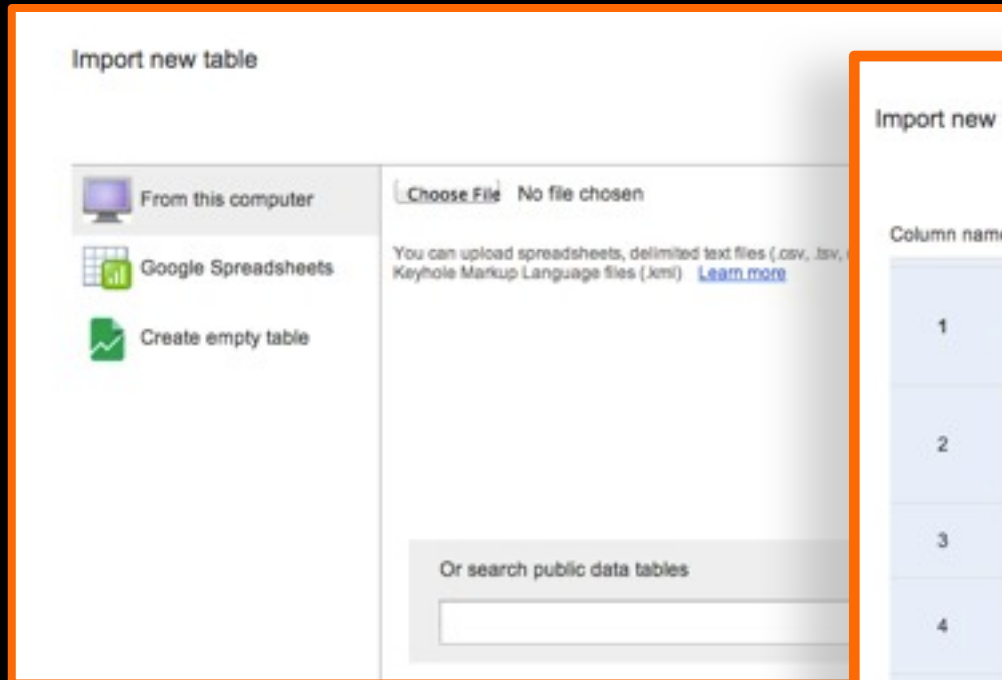 Import new table
From this computer
Google Spreadsheets
Create empty table
Choose File No file chosen
You can upload spreadsheets, delimited text files (.csv, .tsv,
Keyhole Markup Language files (.kml) Learn more
Or search public data tables
Import new
Column name
1
2
3
4